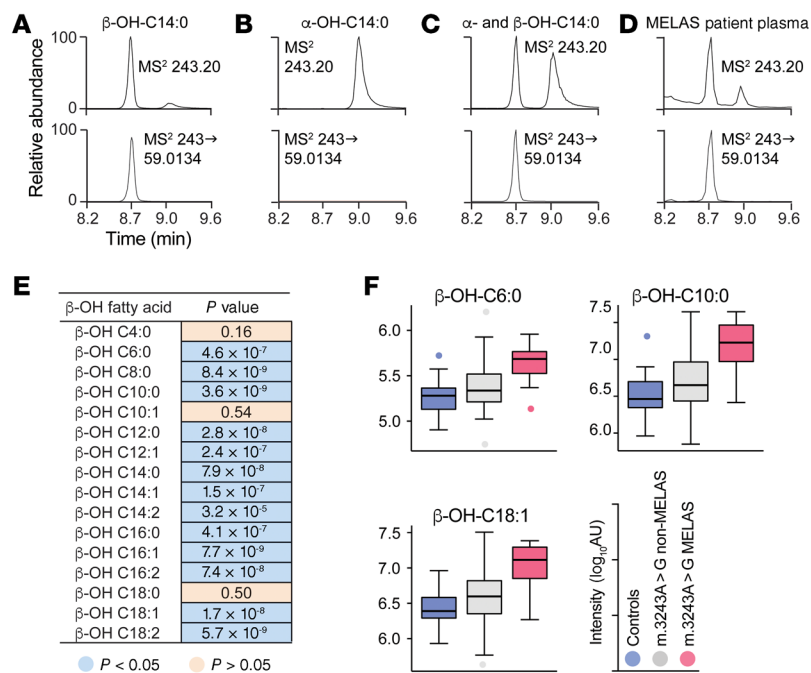 A
β-OH-C14:0
B
α-OH-C14:0
C
α- and β-OH-C14:0
D
MELAS patient plasma
Relative abundance
100
0
MS² 243.20
MS²
243.20
MS² 243.20
MS² 243.20
100
0
MS² 243→
59.0134
MS² 243→
59.0134
MS² 243→
59.0134
MS² 243→
59.0134
8.2 8.7 9.0 9.6
8.2 8.7 9.0 9.6
8.2 8.7 9.0 9.6
8.2 8.7 9.0 9.6
Time (min)
E
β-OH fatty acid P value
β-OH C4:0 0.16
β-OH C6:0 4.6 × 10⁻⁷
β-OH C8:0 8.4 × 10⁻⁹
β-OH C10:0 3.6 × 10⁻⁹
β-OH C10:1 0.54
β-OH C12:0 2.8 × 10⁻⁸
β-OH C12:1 2.4 × 10⁻⁷
β-OH C14:0 7.9 × 10⁻⁸
β-OH C14:1 1.5 × 10⁻⁷
β-OH C14:2 3.2 × 10⁻⁵
β-OH C16:0 4.1 × 10⁻⁷
β-OH C16:1 7.7 × 10⁻⁹
β-OH C16:2 7.4 × 10⁻⁸
β-OH C18:0 0.50
β-OH C18:1 1.7 × 10⁻⁸
β-OH C18:2 5.7 × 10⁻⁹
P < 0.05 P > 0.05
F
β-OH-C6:0
6.0
5.5
5.0
β-OH-C10:0
7.5
7.0
6.5
6.0
β-OH-C18:1
7.5
7.0
6.5
6.0
Intensity (log₁₀AU)
Controls
m.3243A > G non-MELAS
m.3243A > G MELAS